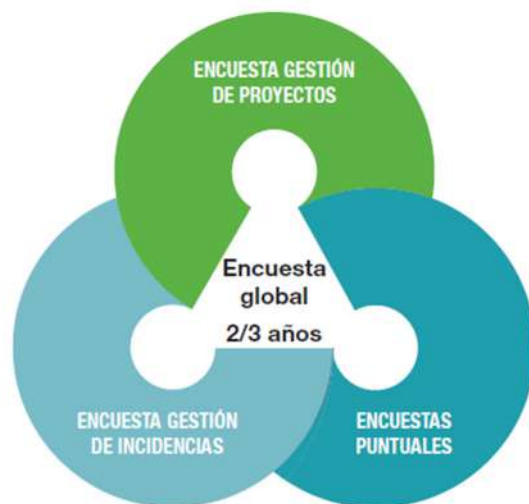 ENCUESTA GESTIÓN
DE PROYECTOS
Encuesta
global
2/3 años
ENCUESTA GESTIÓN
DE INCIDENCIAS
ENCUESTAS
PUNTUALES